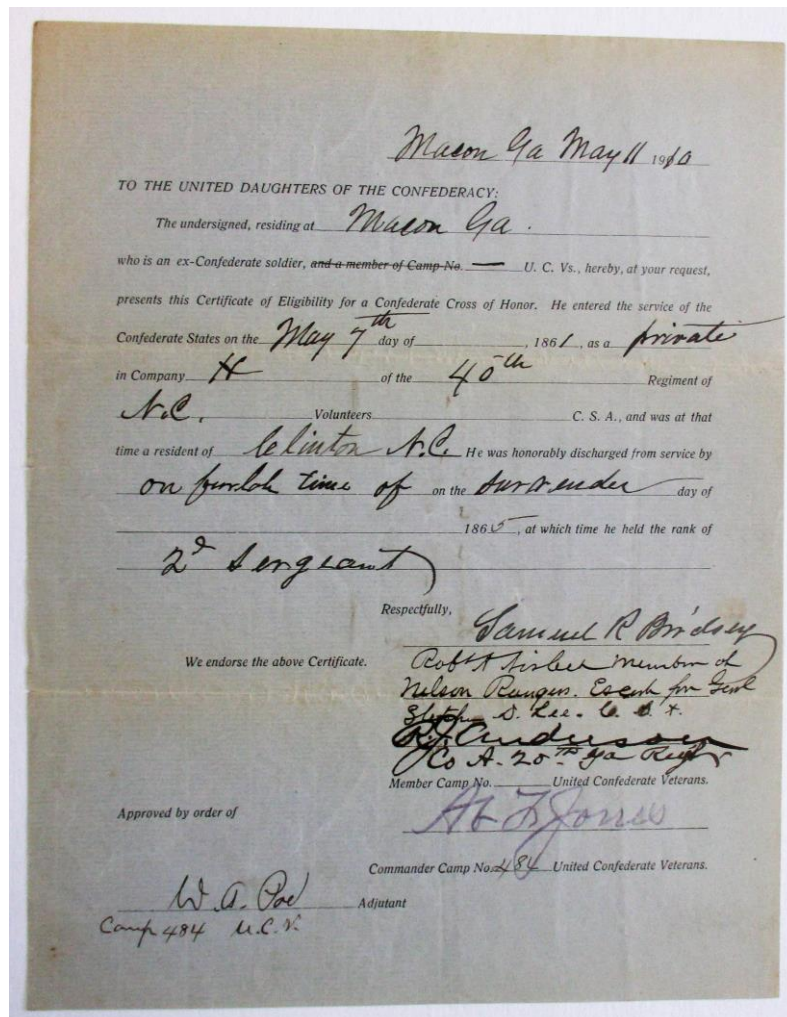 Macon Ga May 11 1910
TO THE UNITED DAUGHTERS OF THE CONFEDERACY:
The undersigned, residing at Macon Ga.
who is an ex-Confederate soldier, and a member of Camp No. — U. C. Vs., hereby, at your request,
presents this Certificate of Eligibility for a Confederate Cross of Honor. He entered the service of the
Confederate States on the May 7th day of , 1861, as a private
in Company H of the 40th Regiment of
N.C. Volunteers C. S. A., and was at that
time a resident of Clinton N.C. He was honorably discharged from service by
on furloh time of on the surrender day of
1865, at which time he held the rank of
2d Sergeant
Respectfully,
Samuel R Birdsey
We endorse the above Certificate.
Robt A member of
Nelson Rangers. Escort for Genl
Stephen D. Lee. C. S. A.
R. J. Anderson
Co A. 20th Ga Regt
Member Camp No. United Confederate Veterans.
Approved by order of
Jones
Commander Camp No. 484 United Confederate Veterans.
W. A. Poe Adjutant
Camp 484 U.C.V.